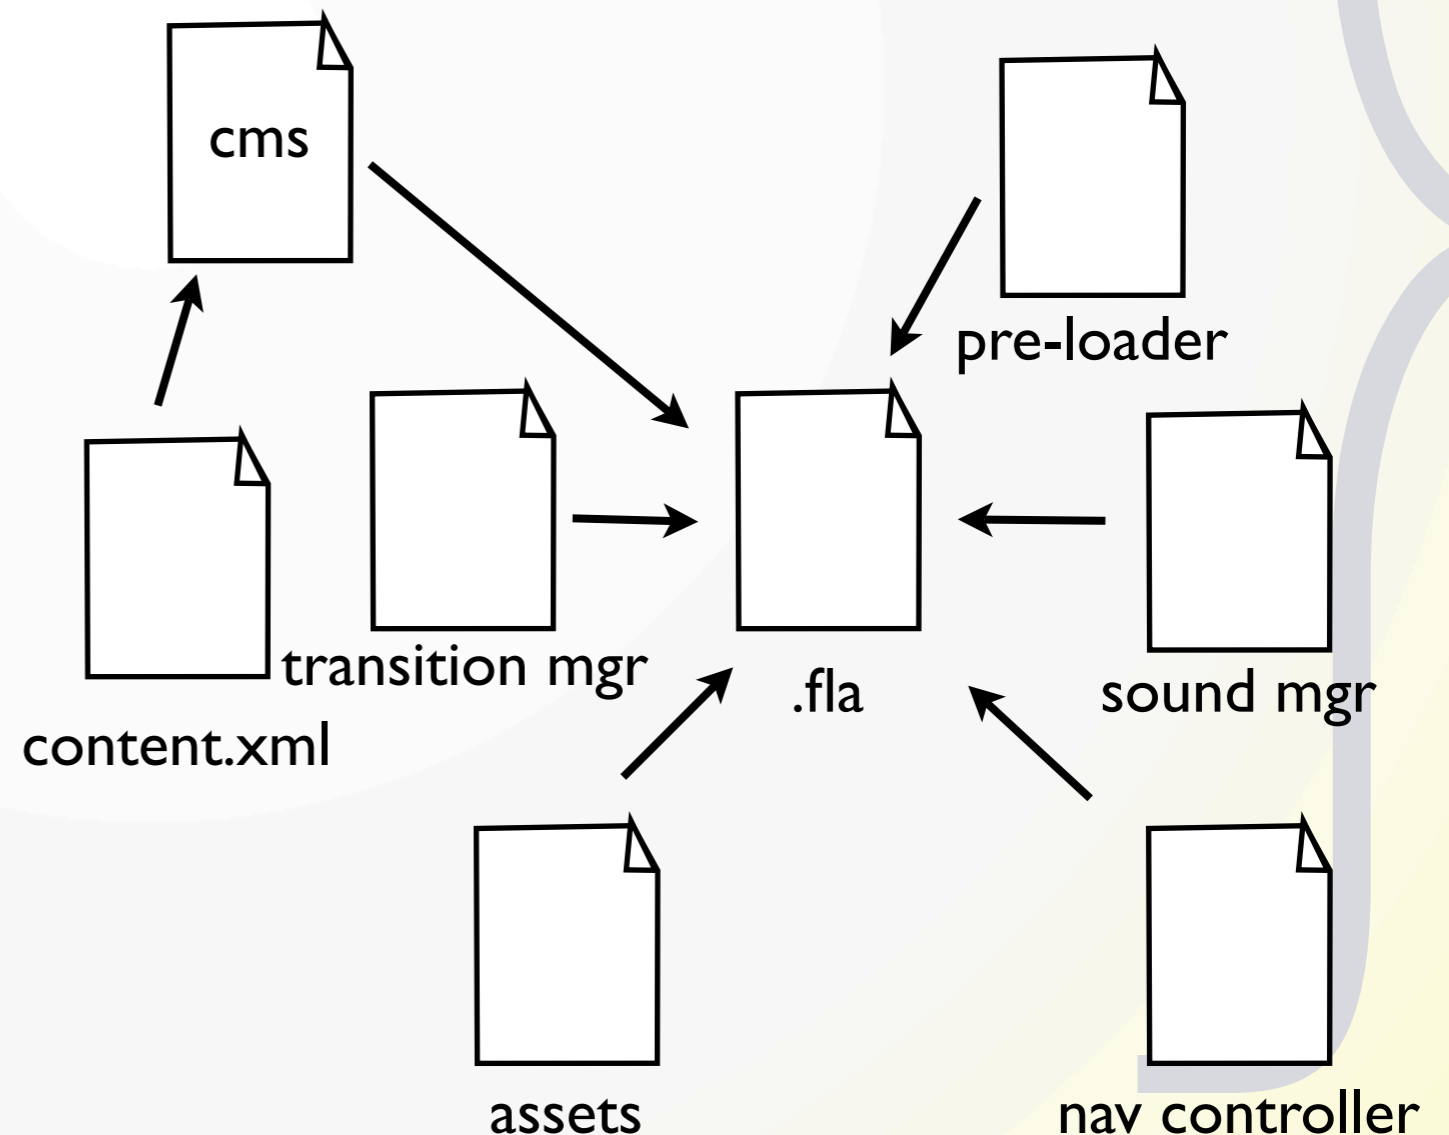 cms
pre-loader
transition mgr
.fla
sound mgr
content.xml
assets
nav controller